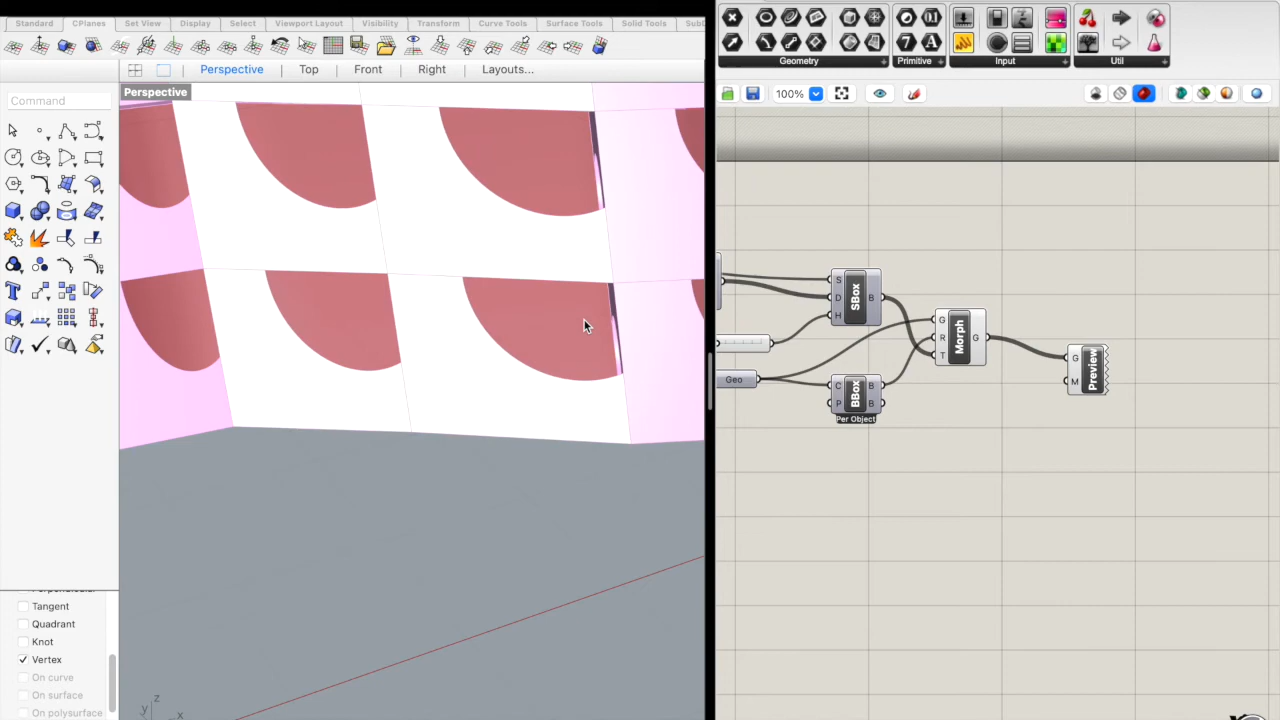 Standard CPlanes Set View Display Select Viewport Layout Visibility Transform Curve Tools Surface Tools Solid Tools
Geometry Primitive Input Util
Perspective Top Front Right Layouts...
Perspective
Command
100%
S
D
H
SBox
B
G
R
T
Morph
G
Geo
C
P
BBox
B
B
Per Object
G
M
Preview
Tangent
Quadrant
Knot
Vertex
On curve
On surface
On polysurface
z
y
x